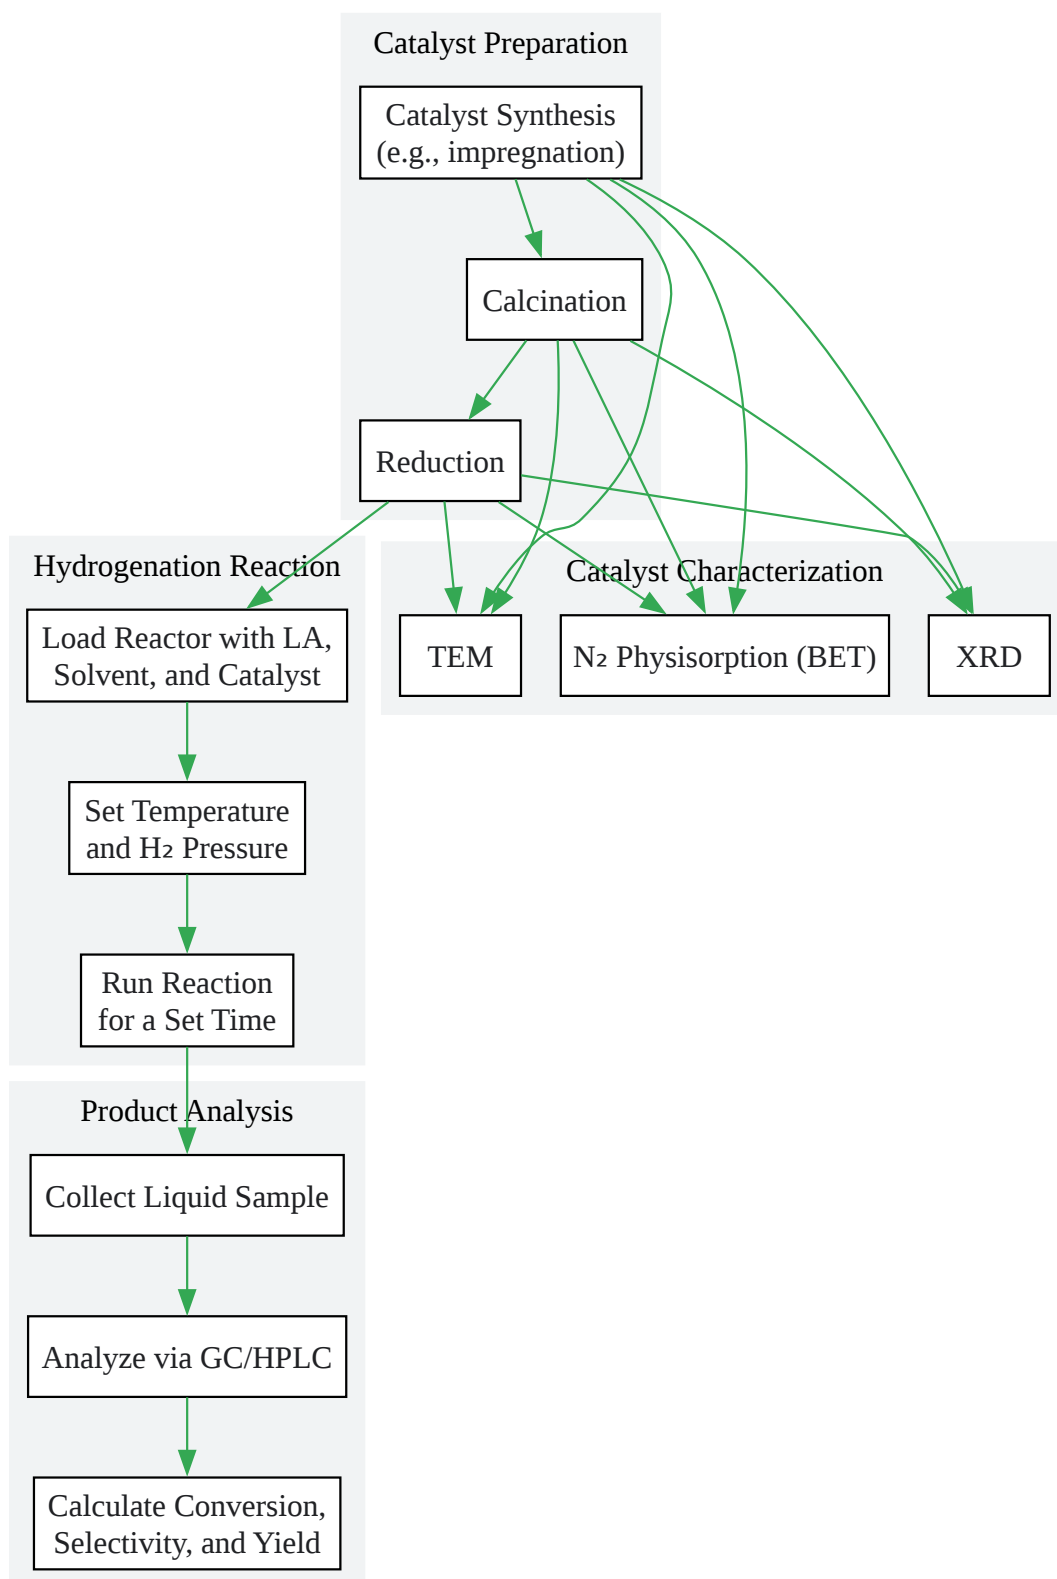 Catalyst Preparation
Catalyst Synthesis
(e.g., impregnation)
Calcination
Reduction
Hydrogenation Reaction
Load Reactor with LA,
Solvent, and Catalyst
Set Temperature
and H₂ Pressure
Run Reaction
for a Set Time
Catalyst Characterization
TEM
N₂ Physisorption (BET)
XRD
Product Analysis
Collect Liquid Sample
Analyze via GC/HPLC
Calculate Conversion,
Selectivity, and Yield